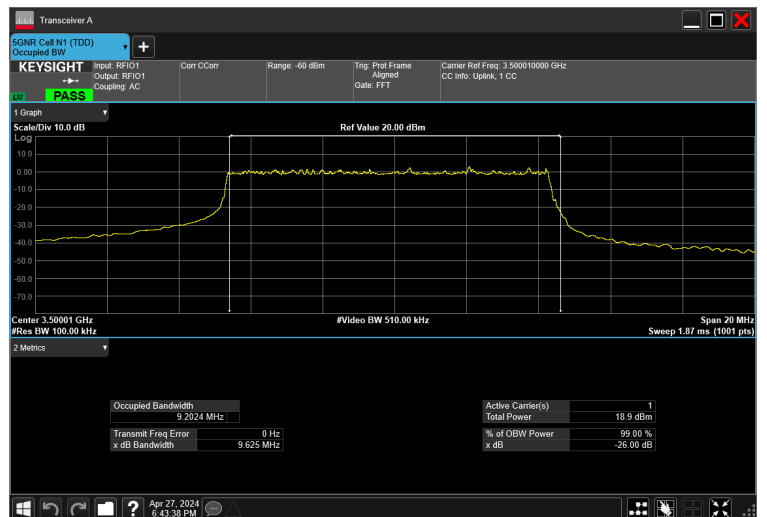 Transceiver A
5GNR Cell N1 (TDD)
Occupied BW
KEYSIGHT
PASS
Input: RFIO1
Output: RFIO1
Coupling: AC
Corr CCorr
Range: -60 dBm
Trig: Prot Frame
Aligned
Gate: FFT
Carrier Ref Freq: 3.500010000 GHz
CC Info: Uplink, 1 CC
1 Graph
Scale/Div 10.0 dB
Ref Value 20.00 dBm
Log
10.0
0.00
-10.0
-20.0
-30.0
-40.0
-50.0
-60.0
-70.0
Center 3.50001 GHz
#Video BW 510.00 kHz
Span 20 MHz
#Res BW 100.00 kHz
Sweep 1.87 ms (1001 pts)
2 Metrics
Occupied Bandwidth
9.2024 MHz
Active Carrier(s) 1
Total Power 18.9 dBm
Transmit Freq Error 0 Hz
x dB Bandwidth 9.625 MHz
% of OBW Power 99.00 %
x dB -26.00 dB
?
Apr 27, 2024
6:43:38 PM